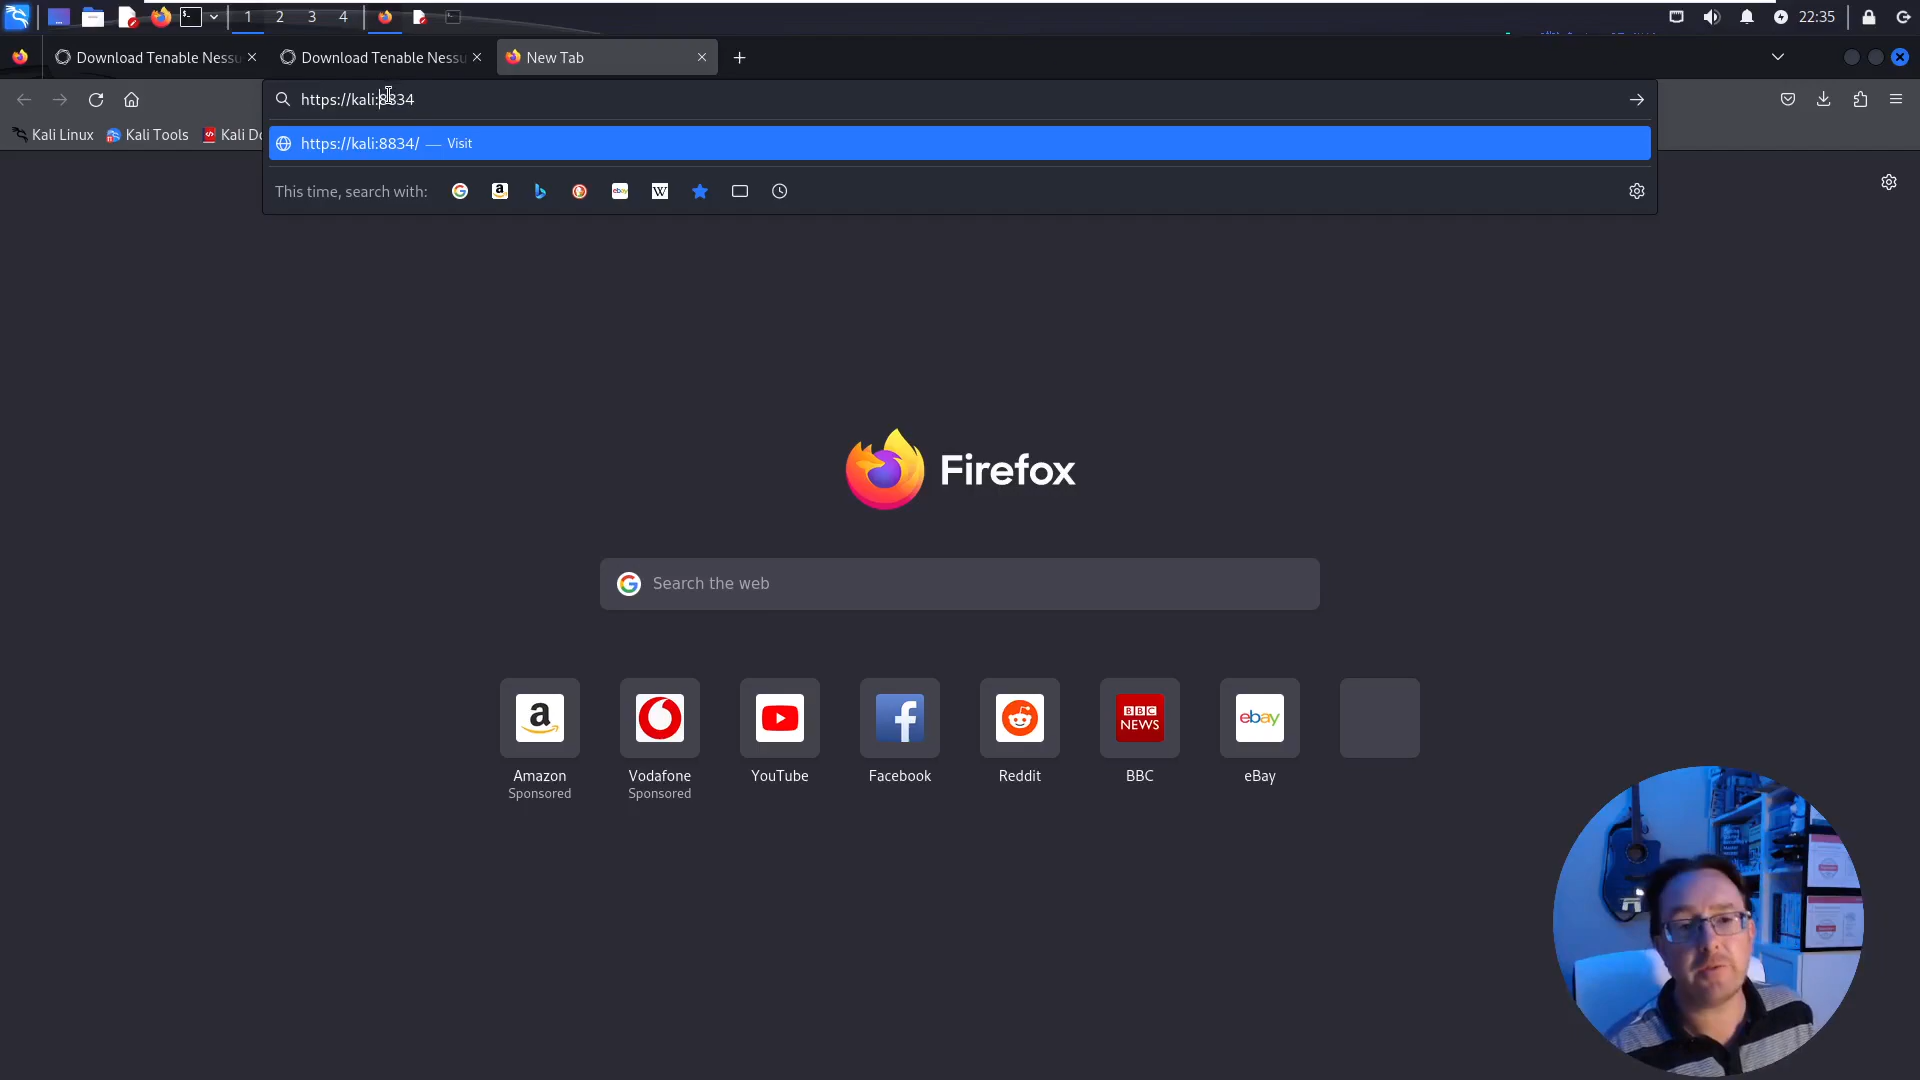 1 2 3 4 22:35
Download Tenable Nessu Download Tenable Nessu New Tab
https://kali:8834
Kali Linux Kali Tools Kali Do
https://kali:8834/ — Visit
This time, search with:
Firefox
Search the web
BBC
NEWS
ebay
Amazon Vodafone YouTube Facebook Reddit BBC eBay
Sponsored Sponsored